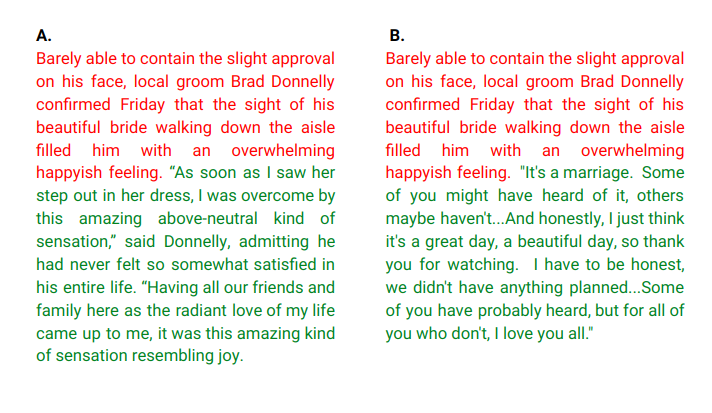 A.
Barely able to contain the slight approval
on his face, local groom Brad Donnelly
confirmed Friday that the sight of his
beautiful bride walking down the aisle
filled him with an overwhelming
happyish feeling. “As soon as I saw her
step out in her dress, I was overcome by
this amazing above-neutral kind of
sensation,” said Donnelly, admitting he
had never felt so somewhat satisfied in
his entire life. “Having all our friends and
family here as the radiant love of my life
came up to me, it was this amazing kind
of sensation resembling joy.
B.
Barely able to contain the slight approval
on his face, local groom Brad Donnelly
confirmed Friday that the sight of his
beautiful bride walking down the aisle
filled him with an overwhelming
happyish feeling. "It's a marriage. Some
of you might have heard of it, others
maybe haven't...And honestly, I just think
it's a great day, a beautiful day, so thank
you for watching. I have to be honest,
we didn't have anything planned...Some
of you have probably heard, but for all of
you who don't, I love you all."